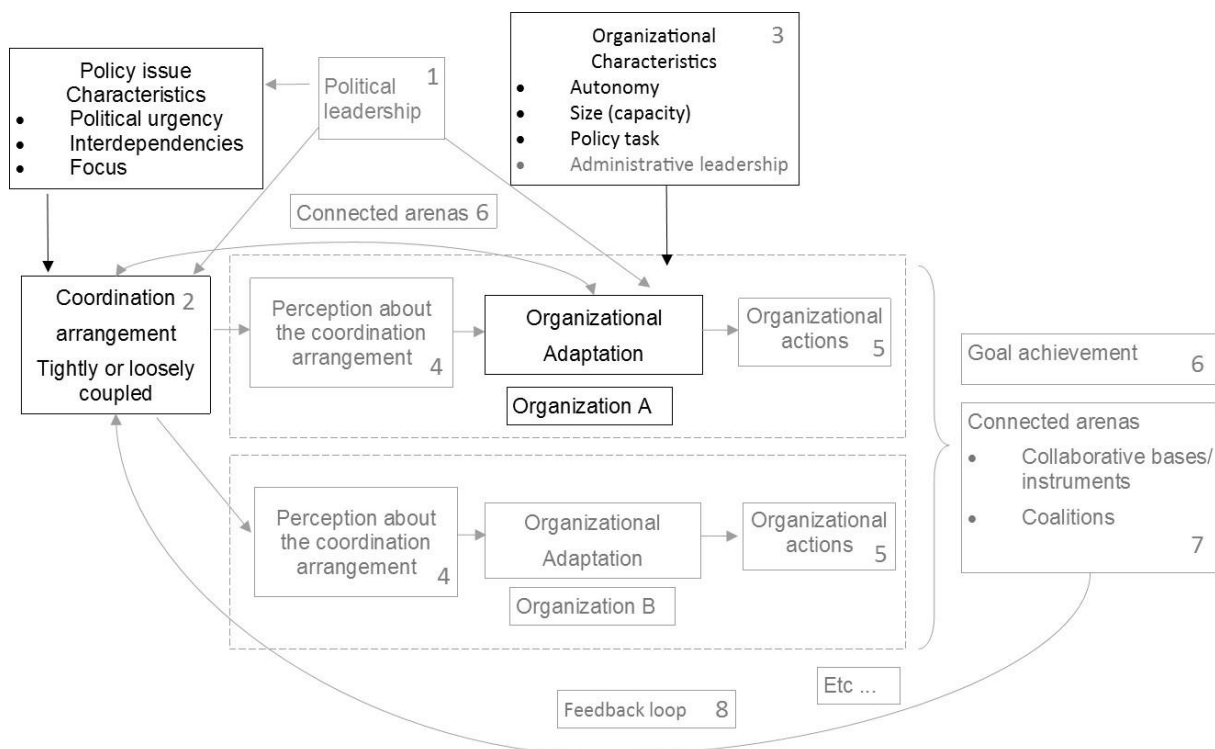 Policy issue
Characteristics
• Political urgency
• Interdependencies
• Focus
1
Political
leadership
Organizational 3
Characteristics
• Autonomy
• Size (capacity)
• Policy task
• Administrative leadership
Connected arenas 6
Coordination 2
arrangement
Tightly or loosely
coupled
Perception about
the coordination
arrangement 4
Organizational
Adaptation
Organizational
actions 5
Organization A
Perception about
the coordination
arrangement 4
Organizational
Adaptation
Organizational
actions 5
Organization B
Goal achievement 6
Connected arenas
• Collaborative bases/
instruments
• Coalitions
7
Etc ...
Feedback loop 8